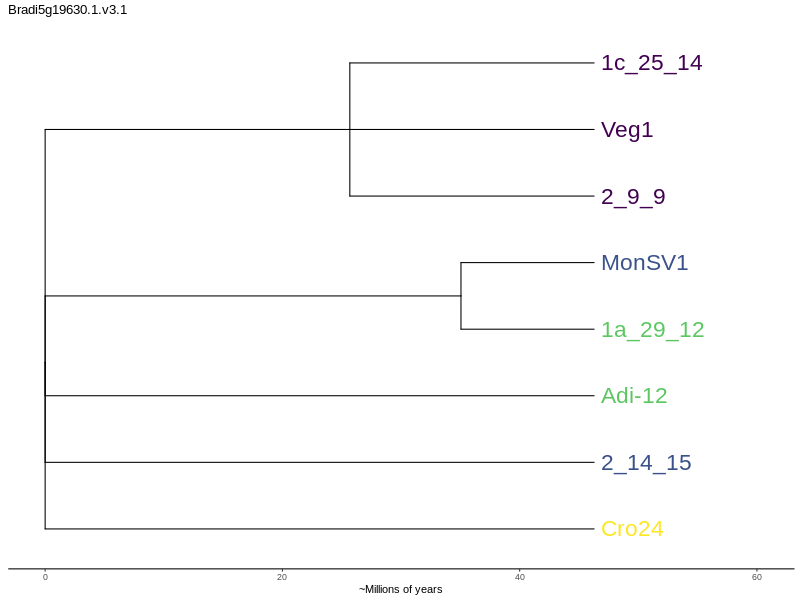 Bradi5g19630.1.v3.1
1c_25_14
Veg1
2_9_9
MonSV1
1a_29_12
Adi-12
2_14_15
Cro24
0 20 40 60
~Millions of years